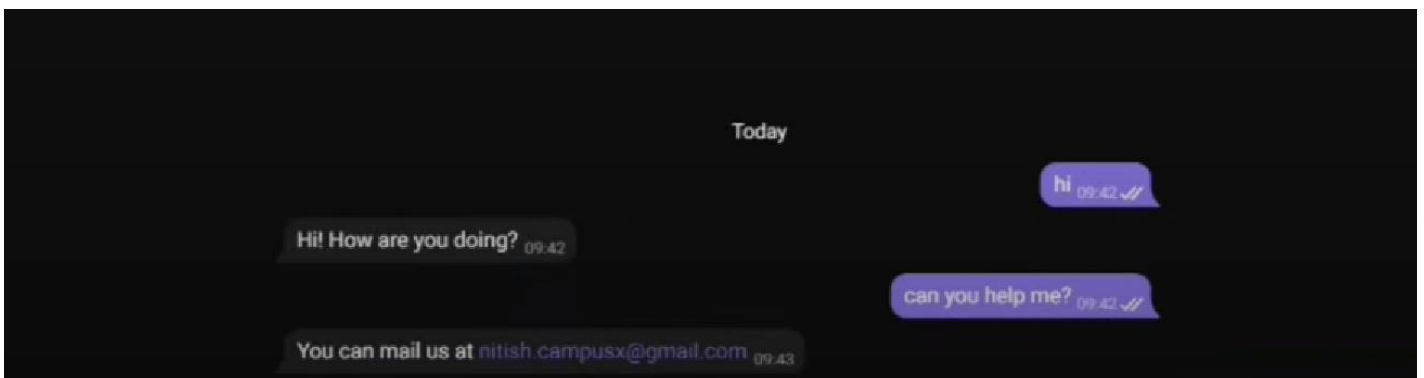 Today
hi 09:42
Hi! How are you doing? 09:42
can you help me? 09:42
You can mail us at nitish.campusx@gmail.com 09:43